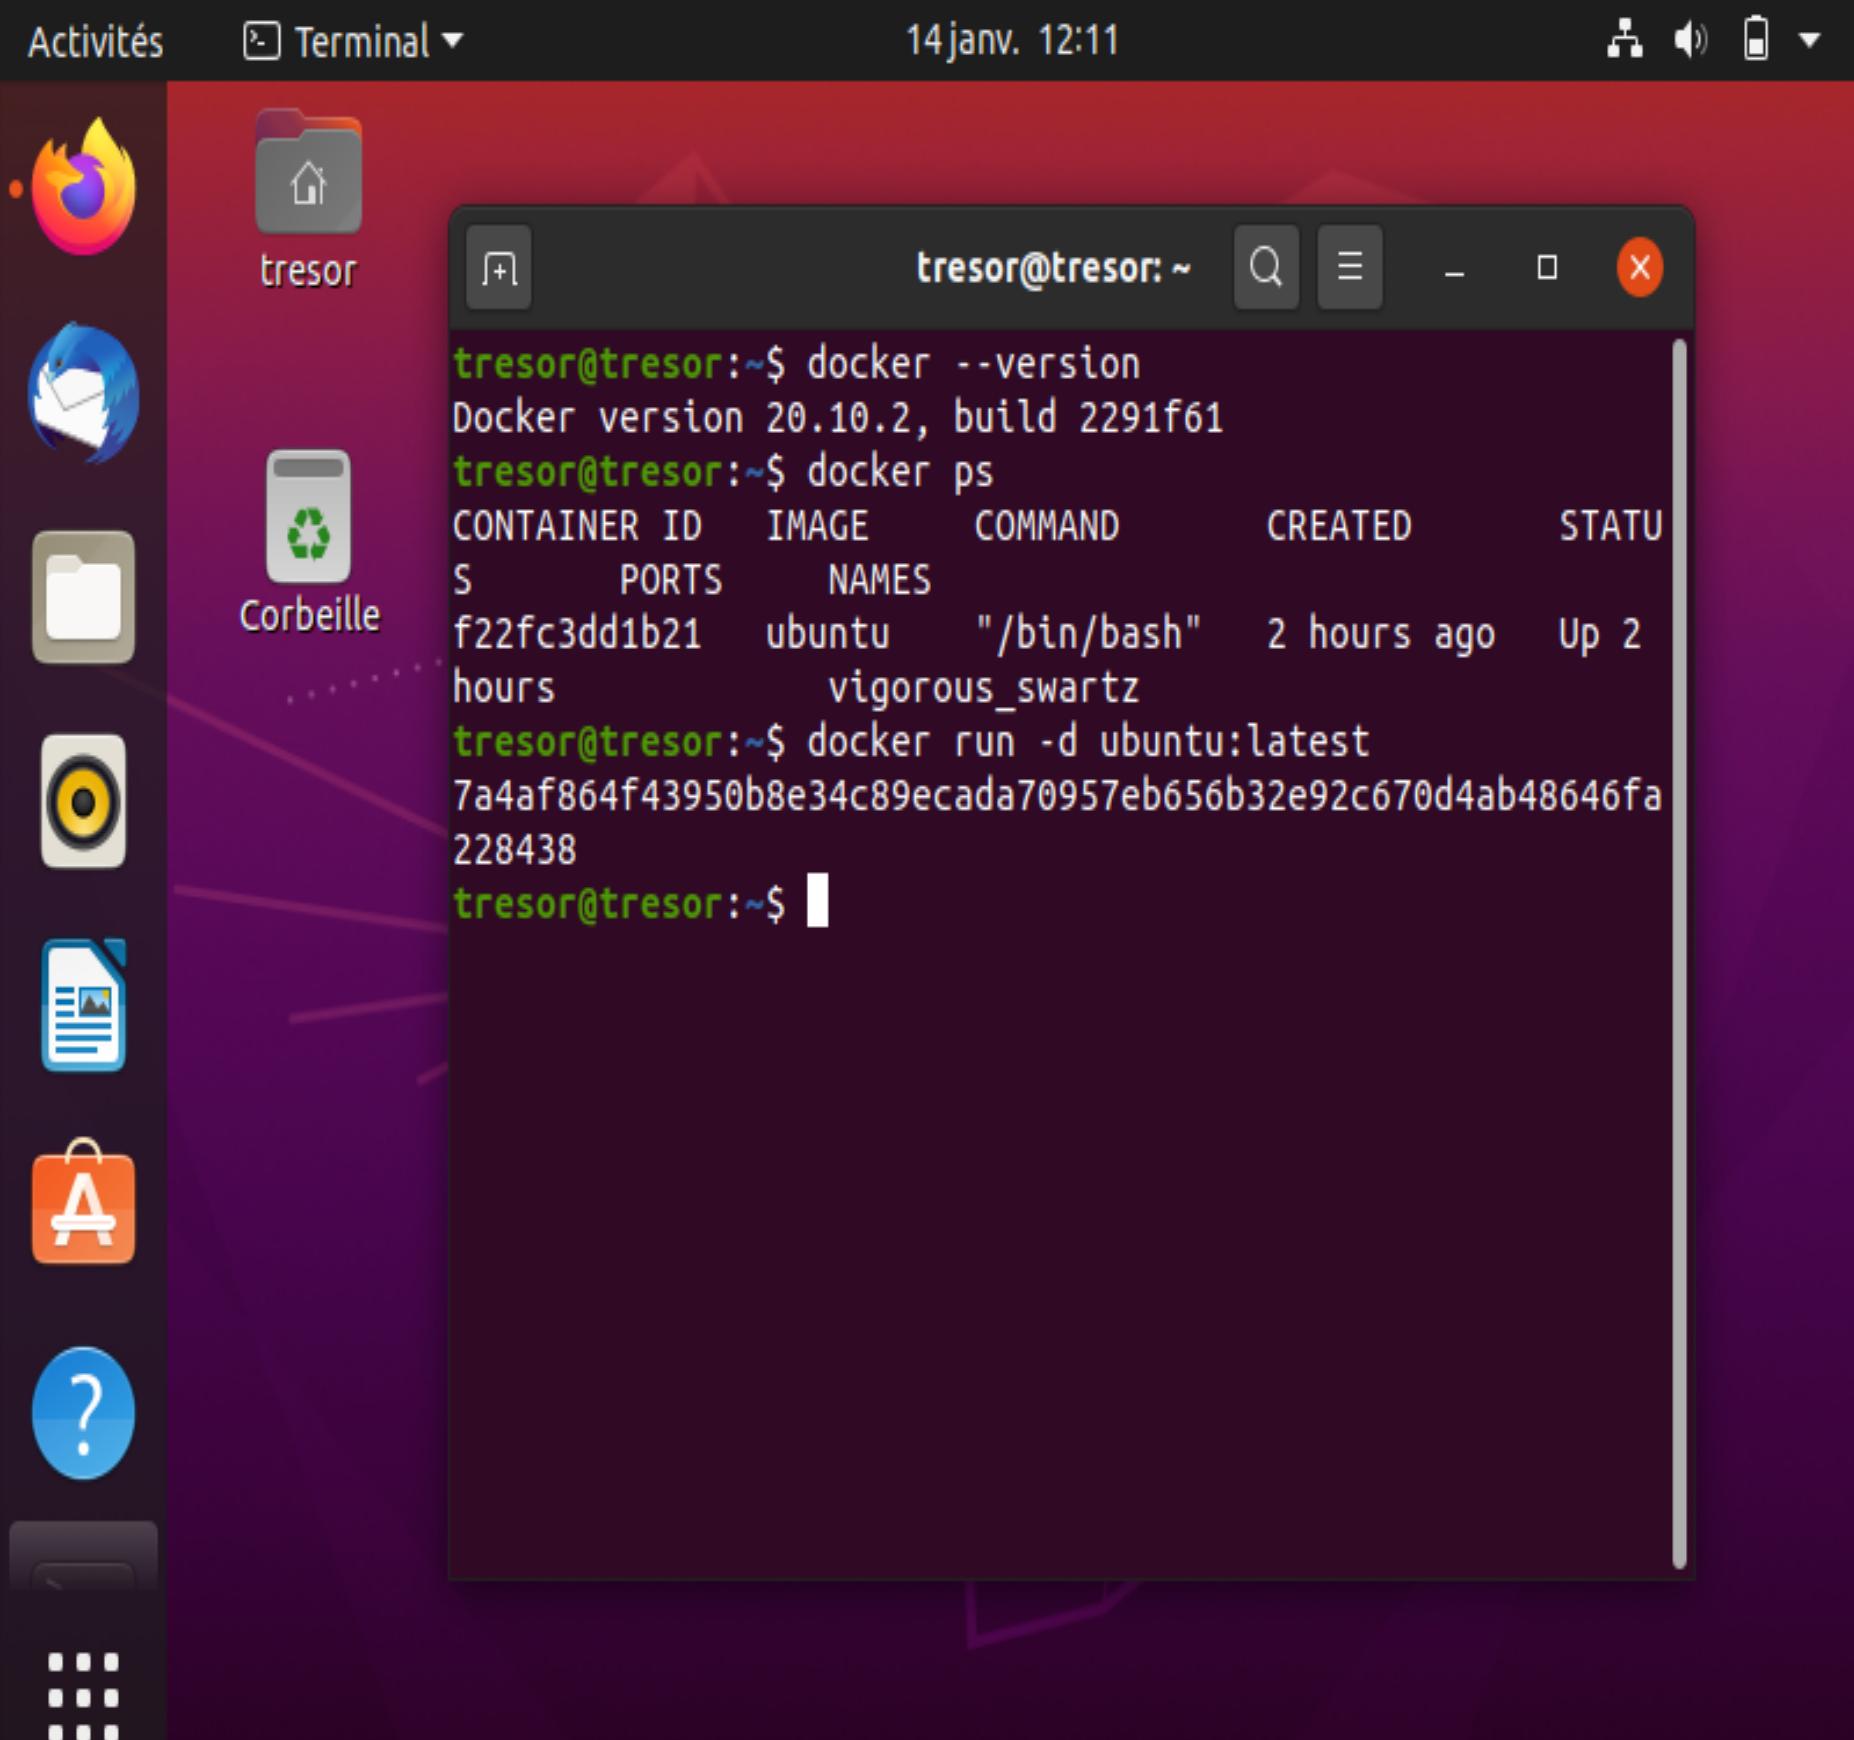 Activités Terminal 14 janv. 12:11
tresor
Corbeille
tresor@tresor: ~
tresor@tresor:~$ docker --version
Docker version 20.10.2, build 2291f61
tresor@tresor:~$ docker ps
CONTAINER ID IMAGE COMMAND CREATED STATU
S PORTS NAMES
f22fc3dd1b21 ubuntu "/bin/bash" 2 hours ago Up 2
hours vigorous_swartz
tresor@tresor:~$ docker run -d ubuntu:latest
7a4af864f43950b8e34c89ecada70957eb656b32e92c670d4ab48646fa
228438
tresor@tresor:~$